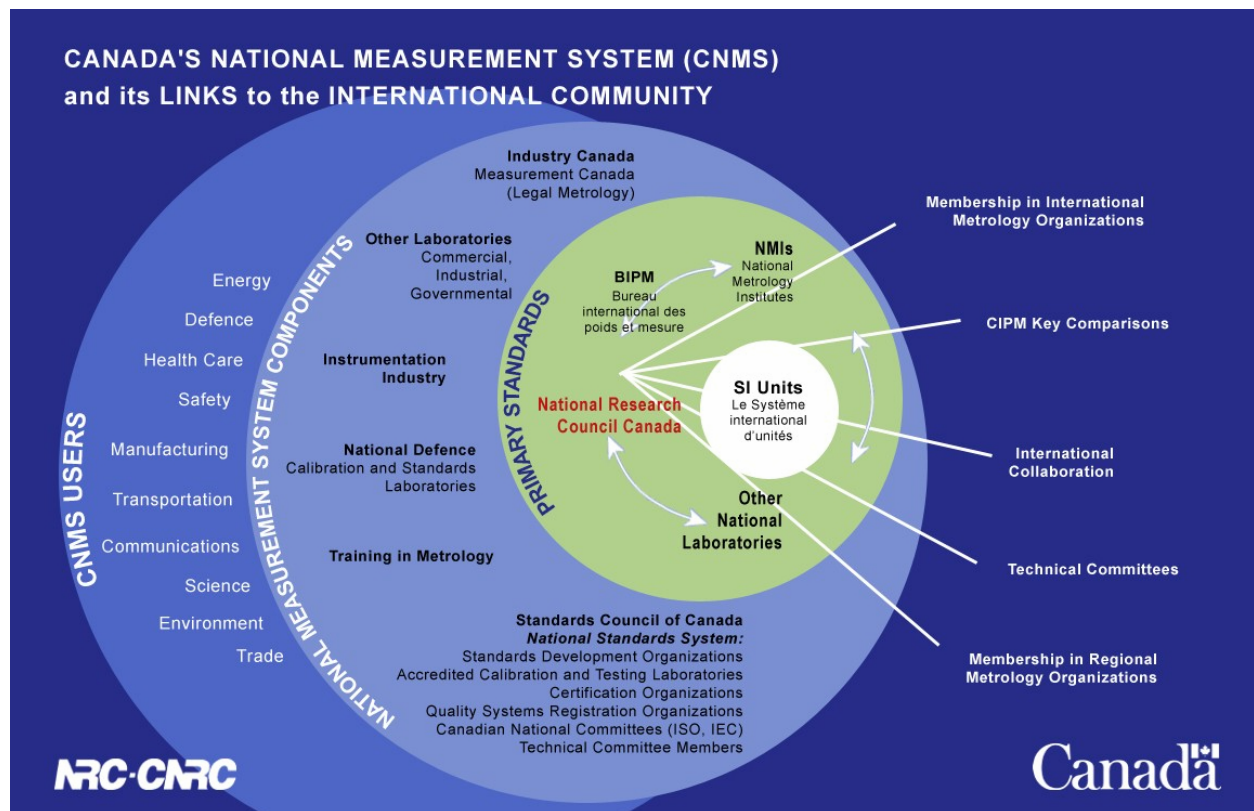 CANADA'S NATIONAL MEASUREMENT SYSTEM (CNMS)
and its LINKS to the INTERNATIONAL COMMUNITY
CNMS USERS
Energy
Defence
Health Care
Safety
Manufacturing
Transportation
Communications
Science
Environment
Trade
NATIONAL MEASUREMENT SYSTEM COMPONENTS
Industry Canada
Measurement Canada
(Legal Metrology)
Other Laboratories
Commercial,
Industrial,
Governmental
Instrumentation
Industry
National Defence
Calibration and Standards
Laboratories
Training in Metrology
Standards Council of Canada
National Standards System:
Standards Development Organizations
Accredited Calibration and Testing Laboratories
Certification Organizations
Quality Systems Registration Organizations
Canadian National Committees (ISO, IEC)
Technical Committee Members
PRIMARY STANDARDS
BIPM
Bureau
international des
poids et mesure
NMIs
National
Metrology
Institutes
National Research
Council Canada
SI Units
Le Système
international
d'unités
Other
National
Laboratories
Membership in International
Metrology Organizations
CIPM Key Comparisons
International
Collaboration
Technical Committees
Membership in Regional
Metrology Organizations
NRC-CNRC
Canada